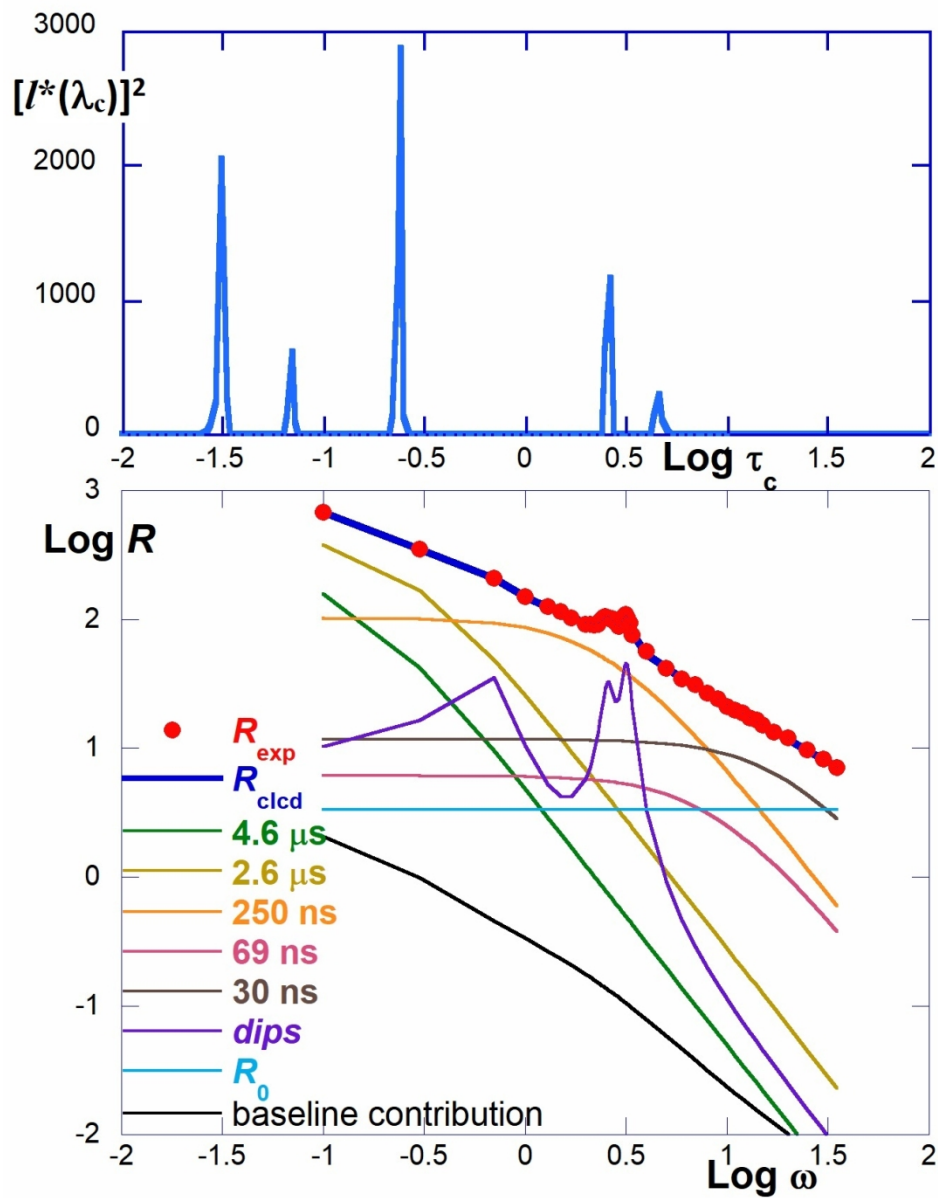 3000
[l*(λc)]²
2000
1000
0
-2 -1.5 -1 -0.5 0 0.5 1 1.5 2
Log τc
3
Log R
2
1
0
-1
-2
Rexp
Rclcd
4.6 μs
2.6 μs
250 ns
69 ns
30 ns
dips
R0
baseline contribution
-2 -1.5 -1 -0.5 0 0.5 1 1.5 2
Log ω